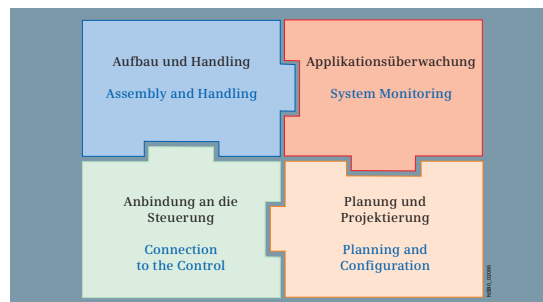 Aufbau und Handling
Assembly and Handling
Applikationsüberwachung
System Monitoring
Anbindung an die
Steuerung
Connection
to the Control
Planung und
Projektierung
Planning and
Configuration